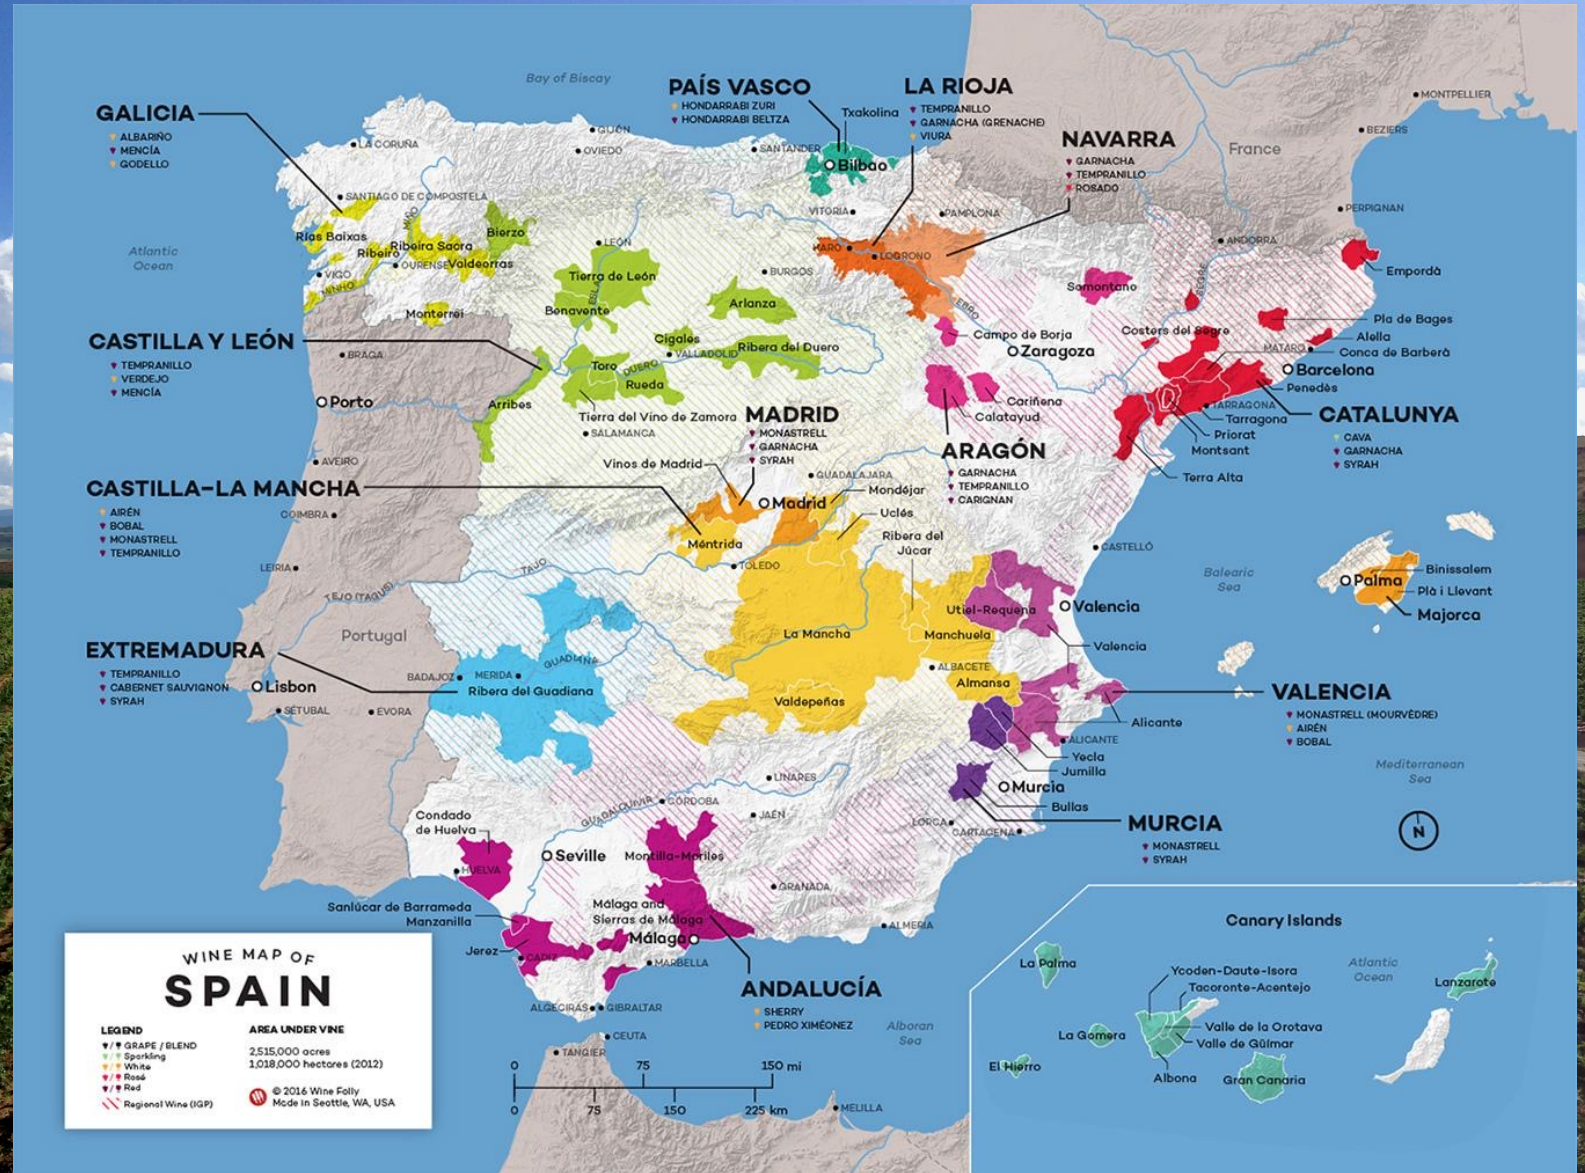 Bay of Biscay
GALICIA
ALBARIÑO
MENCÍA
GODELLO
PAÍS VASCO
HONDARRABI ZURI
HONDARRABI BELTZA
Txakolina
LA RIOJA
TEMPRANILLO
GARNACHA (GRENACHE)
VIURA
NAVARRA
GARNACHA
TEMPRANILLO
ROSADO
MONTPELLIER
BEZIERS
France
PERPIGNAN
ANDORRA
LA CORUÑA
GIJÓN
OVIEDO
SANTANDER
Bilbao
VITORIA
PAMPLONA
SANTIAGO DE COMPOSTELA
Atlantic
Ocean
Rías Baixas
Ribeiro
Ribeira Sacra
Valdeorras
Bierzo
MIÑO
OURENSE
VIGO
MINHO
Monterrei
LEÓN
Tierra de León
Benavente
ESLA
BURGOS
Arlanza
HARO
LOGRONO
EBRO
Somontano
SEGRE
Empordà
Pla de Bages
Alella
Conca de Barberà
Costers del Segre
MATARO
Barcelona
Penedès
CATALUNYA
CAVA
GARNACHA
SYRAH
TARRAGONA
Tarragona
Priorat
Montsant
Terra Alta
CASTILLA Y LEÓN
TEMPRANILLO
VERDEJO
MENCÍA
BRAGA
Porto
AVEIRO
Cigales
VALLADOLID
Ribera del Duero
Toro
DUERO
Rueda
Arribes
Tierra del Vino de Zamora
SALAMANCA
Campo de Borja
Zaragoza
Cariñena
Calatayud
ARAGÓN
GARNACHA
TEMPRANILLO
CARIGNAN
MADRID
MONASTRELL
GARNACHA
SYRAH
Vinos de Madrid
GUADALAJARA
Mondéjar
Madrid
Uclés
Ribera del
Júcar
Méntrida
TOLEDO
CASTILLA-LA MANCHA
AIRÉN
BOBAL
MONASTRELL
TEMPRANILLO
COIMBRA
LEIRIA
TAJO
TEJO (TAGUS)
CASTELLÓ
Balearic
Sea
Binissalem
Palma
Plà i Llevant
Majorca
Utiel-Requena
Valencia
La Mancha
Manchuela
Valencia
ALBACETE
Almansa
Valdepeñas
Portugal
EXTREMADURA
TEMPRANILLO
CABERNET SAUVIGNON
SYRAH
Lisbon
SÉTUBAL
EVORA
BADAJOZ
MERIDA
GUADIANA
Ribera del Guadiana
VALENCIA
MONASTRELL (MOURVÈDRE)
AIRÉN
BOBAL
Alicante
ALICANTE
Yecla
Jumilla
Murcia
Bullas
Mediterranean
Sea
N
MURCIA
MONASTRELL
SYRAH
LORCA
CARTAGENA
LINARES
CÓRDOBA
GUADALQUIVIR
JAÉN
Condado
de Huelva
HUELVA
Seville
Montilla-Moriles
GRANADA
Málaga and
Sierras de Málaga
Málaga
ALMERIA
Sanlúcar de Barrameda
Manzanilla
Jerez
CADIZ
MARBELLA
ALGECIRAS
GIBRALTAR
CEUTA
TANGIER
MELILLA
ANDALUCÍA
SHERRY
PEDRO XIMÉONEZ
Alboran
Sea
0 75 150 mi
0 75 150 225 km
WINE MAP OF
SPAIN
LEGEND
GRAPE / BLEND
Sparkling
White
Rosé
Red
Regional Wine (IGP)
AREA UNDER VINE
2,515,000 acres
1,018,000 hectares (2012)
© 2016 Wine Folly
Made in Seattle, WA, USA
Canary Islands
Atlantic
Ocean
La Palma
Ycoden-Daute-Isora
Tacoronte-Acentejo
Lanzarote
La Gomera
Valle de la Orotava
Valle de Güímar
El Hierro
Albona
Gran Canaria